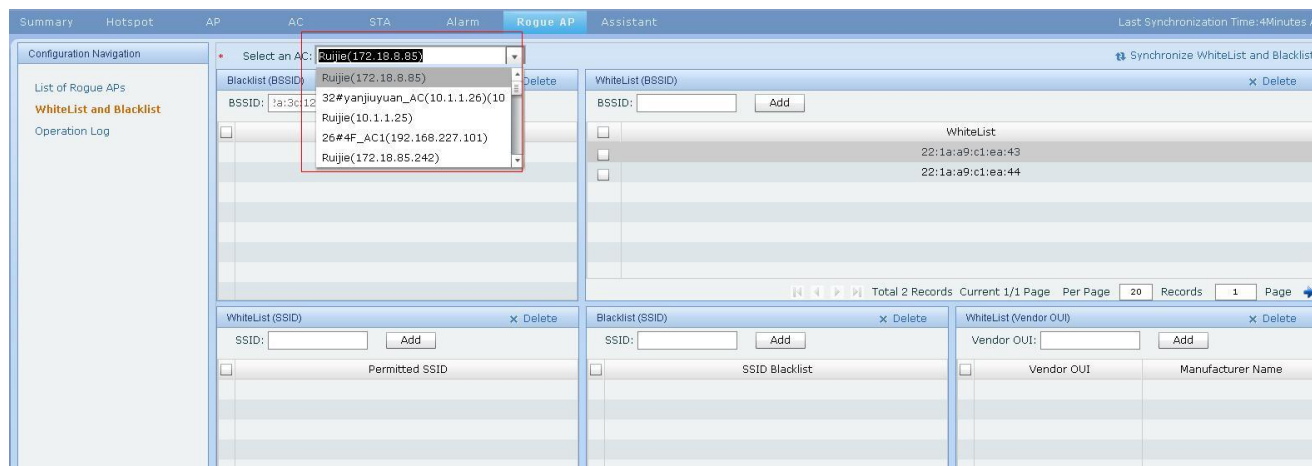 Summary Hotspot AP AC STA Alarm Rogue AP Assistant Last Synchronization Time:4Minutes
Configuration Navigation
List of Rogue APs
WhiteList and Blacklist
Operation Log
* Select an AC: Ruijie(172.18.8.85)
Synchronize WhiteList and Blacklist
Ruijie(172.18.8.85)
32#yanjiuyuan_AC(10.1.1.26)(10
Ruijie(10.1.1.25)
26#4F_AC1(192.168.227.101)
Ruijie(172.18.85.242)
Blacklist (BSSID) Delete
BSSID: :a:3c:12
WhiteList (BSSID) x Delete
BSSID: Add
WhiteList
22:1a:a9:c1:ea:43
22:1a:a9:c1:ea:44
Total 2 Records Current 1/1 Page Per Page 20 Records 1 Page
WhiteList (SSID) x Delete
SSID: Add
Permitted SSID
Blacklist (SSID) x Delete
SSID: Add
SSID Blacklist
WhiteList (Vendor OUI) x Delete
Vendor OUI: Add
Vendor OUI Manufacturer Name